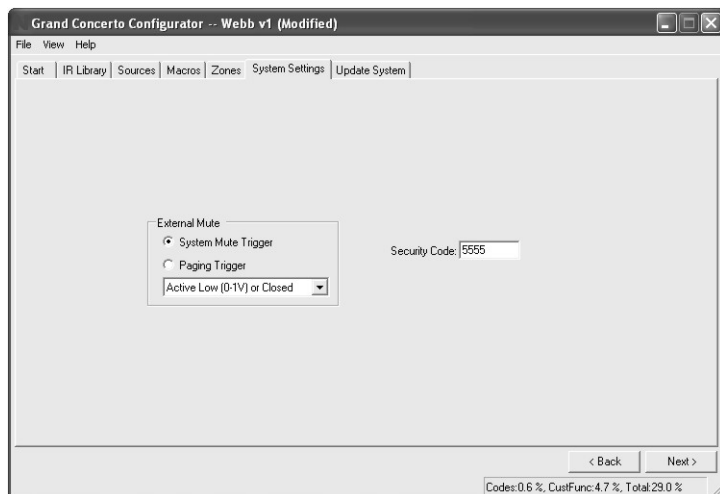 Grand Concerto Configurator -- Webb v1 (Modified)
File View Help
Start IR Library Sources Macros Zones System Settings Update System
External Mute
System Mute Trigger
Paging Trigger
Active Low (0-1V) or Closed
Security Code: 5555
< Back Next >
Codes:0.6 %, CustFunc:4.7 %, Total:29.0 %